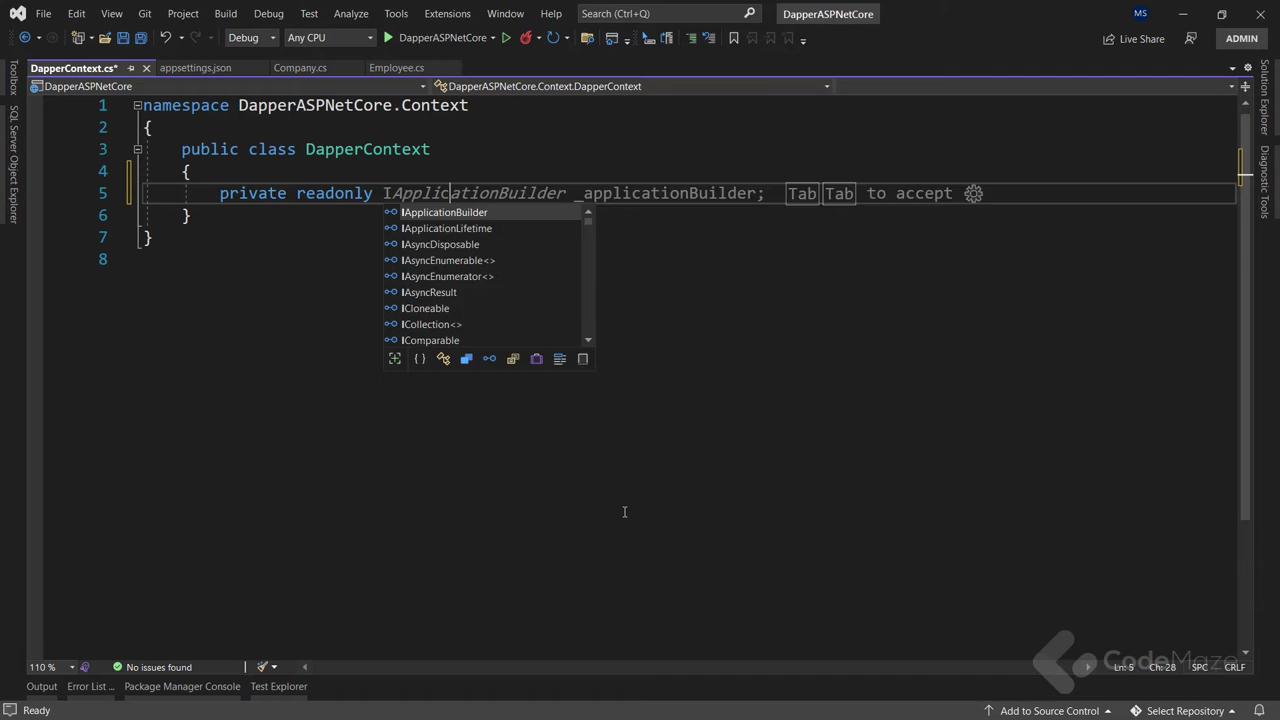 File Edit View Git Project Build Debug Test Analyze Tools Extensions Window Help Search (Ctrl+Q) DapperASPNetCore MS
Debug Any CPU DapperASPNetCore Live Share ADMIN
DapperContext.cs* appsettings.json Company.cs Employee.cs
DapperASPNetCore DapperASPNetCore.Context.DapperContext
Toolbox
SQL Server Object Explorer
Solution Explorer
Diagnostic Tools
1 namespace DapperASPNetCore.Context
2 {
3 public class DapperContext
4 {
5 private readonly IApplicationBuilder _applicationBuilder; Tab Tab to accept
6 }
7 }
8
IApplicationBuilder
IApplicationLifetime
IAsyncDisposable
IAsyncEnumerable<>
IAsyncEnumerator<>
IAsyncResult
ICloneable
ICollection<>
IComparable
CodeMaze
110 % No issues found Ln: 5 Ch: 28 SPC CRLF
Output Error List ... Package Manager Console Test Explorer
Ready Add to Source Control Select Repository